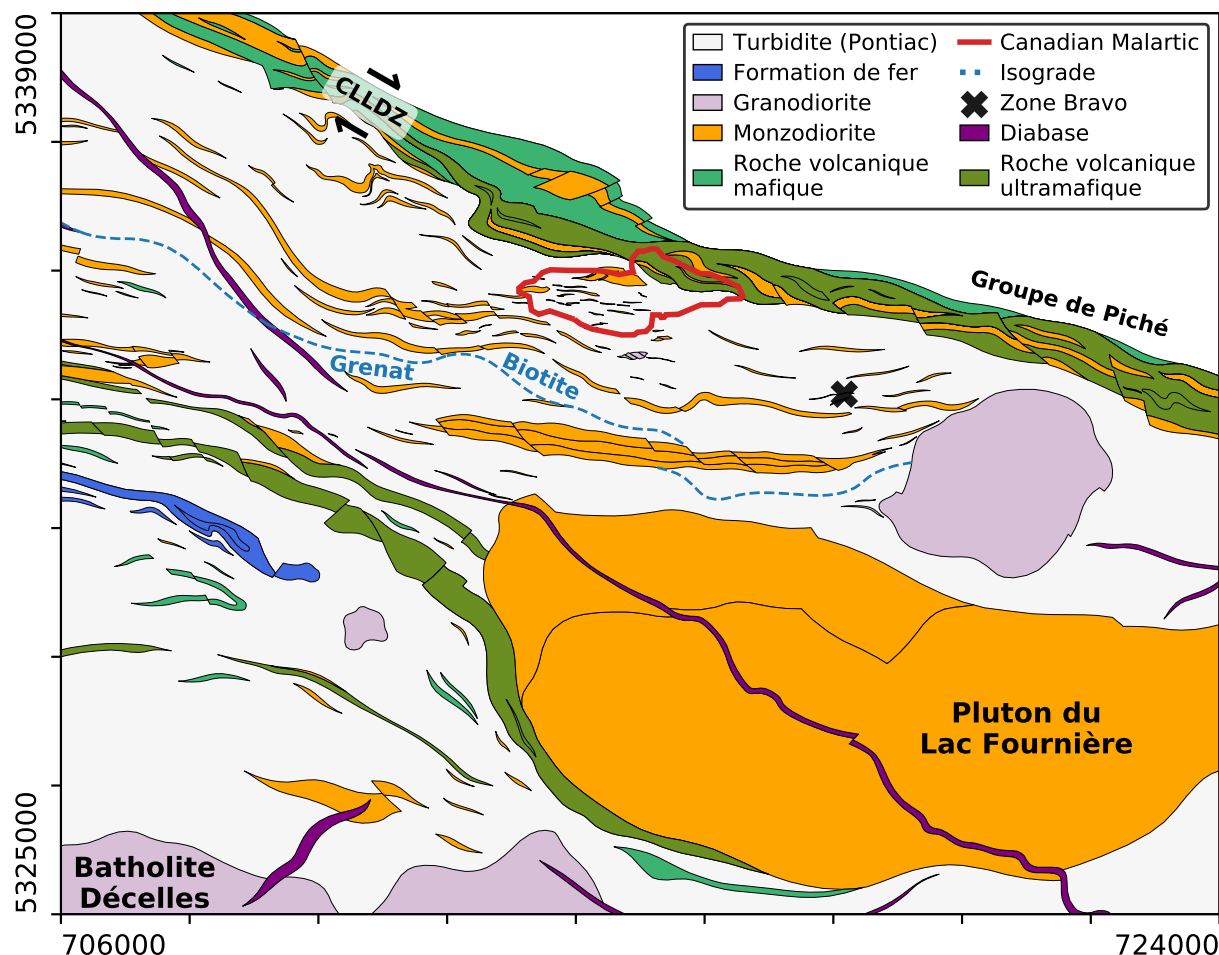 5339000
5325000
706000
724000
Turbidite (Pontiac)
Formation de fer
Granodiorite
Monzodiorite
Roche volcanique
mafique
Canadian Malartic
Isograde
Zone Bravo
Diabase
Roche volcanique
ultramafique
CLLDZ
Groupe de Piché
Grenat
Biotite
Pluton du
Lac Fournière
Batholite
Décelles